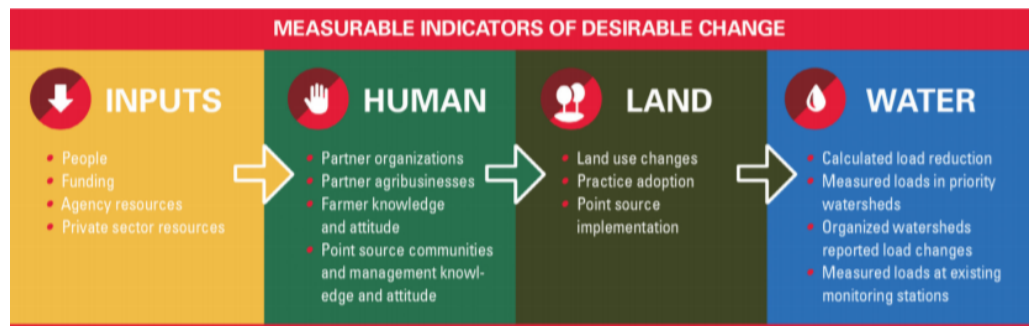 MEASURABLE INDICATORS OF DESIRABLE CHANGE
INPUTS
• People
• Funding
• Agency resources
• Private sector resources
HUMAN
• Partner organizations
• Partner agribusinesses
• Farmer knowledge
and attitude
• Point source communities
and management knowl-
edge and attitude
LAND
• Land use changes
• Practice adoption
• Point source
implementation
WATER
• Calculated load reduction
• Measured loads in priority
watersheds
• Organized watersheds
reported load changes
• Measured loads at existing
monitoring stations